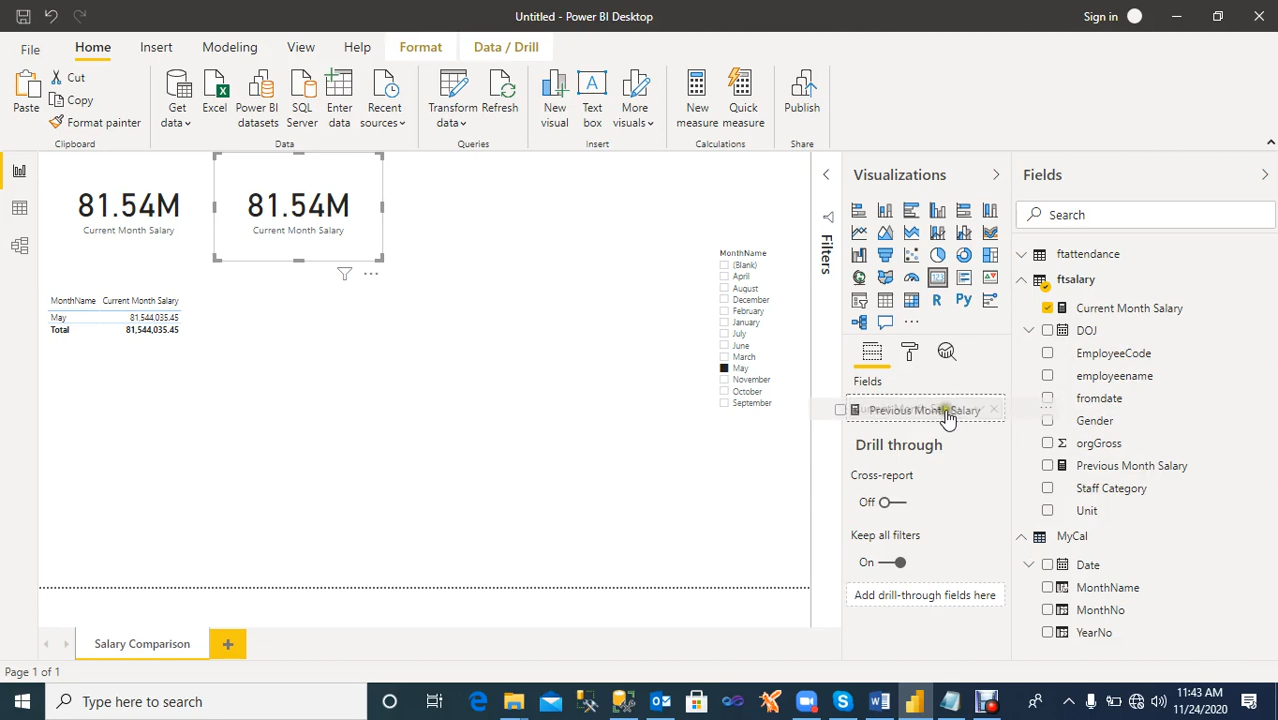 Untitled - Power BI Desktop
Sign in
File
Home
Insert
Modeling
View
Help
Format
Data / Drill
Paste
Cut
Copy
Format painter
Clipboard
Get data
Excel
Power BI datasets
SQL Server
Enter data
Recent sources
Data
Transform data
Refresh
Queries
New visual
Text box
More visuals
Insert
New measure
Quick measure
Calculations
Publish
Share
81.54M
Current Month Salary
81.54M
Current Month Salary
MonthName Current Month Salary
May 81,544,035.45
Total 81,544,035.45
MonthName
(Blank)
April
August
December
February
January
July
June
March
May
November
October
September
Filters
Visualizations
Fields
Previous Month Salary
Drill through
Cross-report
Off
Keep all filters
On
Add drill-through fields here
Fields
Search
ftattendance
ftsalary
Current Month Salary
DOJ
EmployeeCode
employeename
fromdate
Gender
orgGross
Previous Month Salary
Staff Category
Unit
MyCal
Date
MonthName
MonthNo
YearNo
Salary Comparison
Page 1 of 1
Type here to search
11:43 AM
11/24/2020